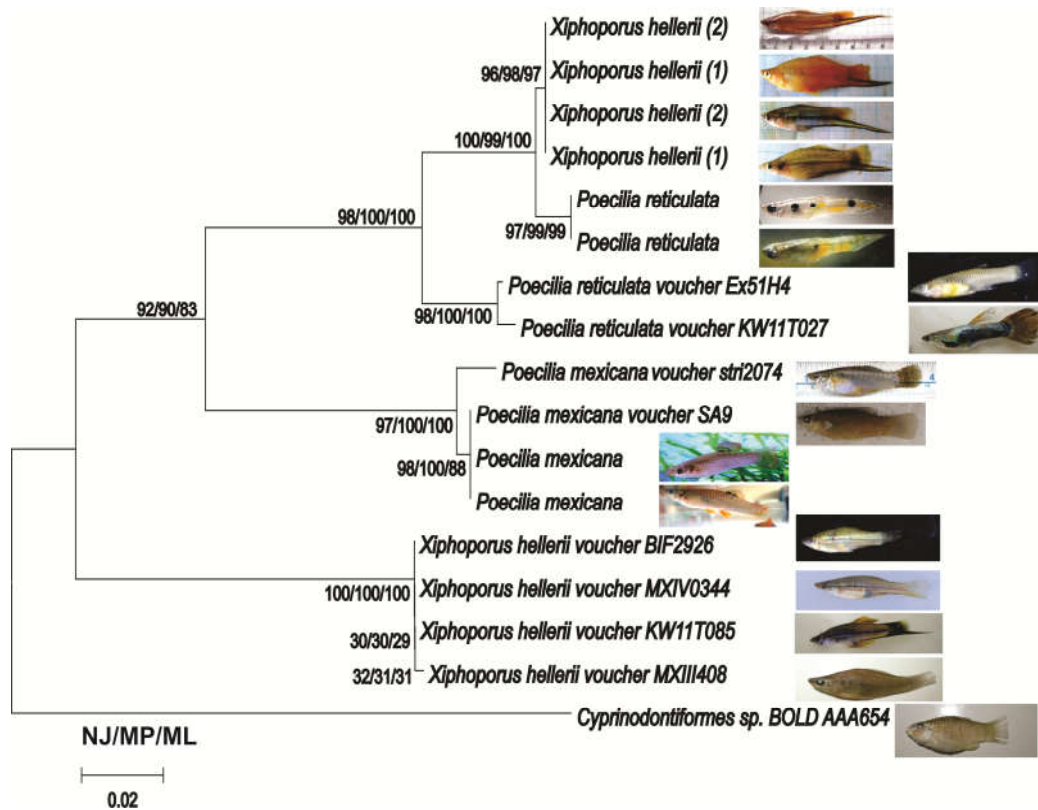 Xiphoporus hellerii (2)
96/98/97
Xiphoporus hellerii (1)
Xiphoporus hellerii (2)
100/99/100
Xiphoporus hellerii (1)
Poecilia reticulata
98/100/100
97/99/99
Poecilia reticulata
Poecilia reticulata voucher Ex51H4
98/100/100
Poecilia reticulata voucher KW11T027
92/90/83
Poecilia mexicana voucher stri2074
97/100/100
Poecilia mexicana voucher SA9
98/100/88
Poecilia mexicana
Poecilia mexicana
Xiphoporus hellerii voucher BIF2926
100/100/100
Xiphoporus hellerii voucher MXIV0344
30/30/29
Xiphoporus hellerii voucher KW11T085
32/31/31
Xiphoporus hellerii voucher MXIII408
Cyprinodontiformes sp. BOLD AAA654
NJ/MP/ML
0.02